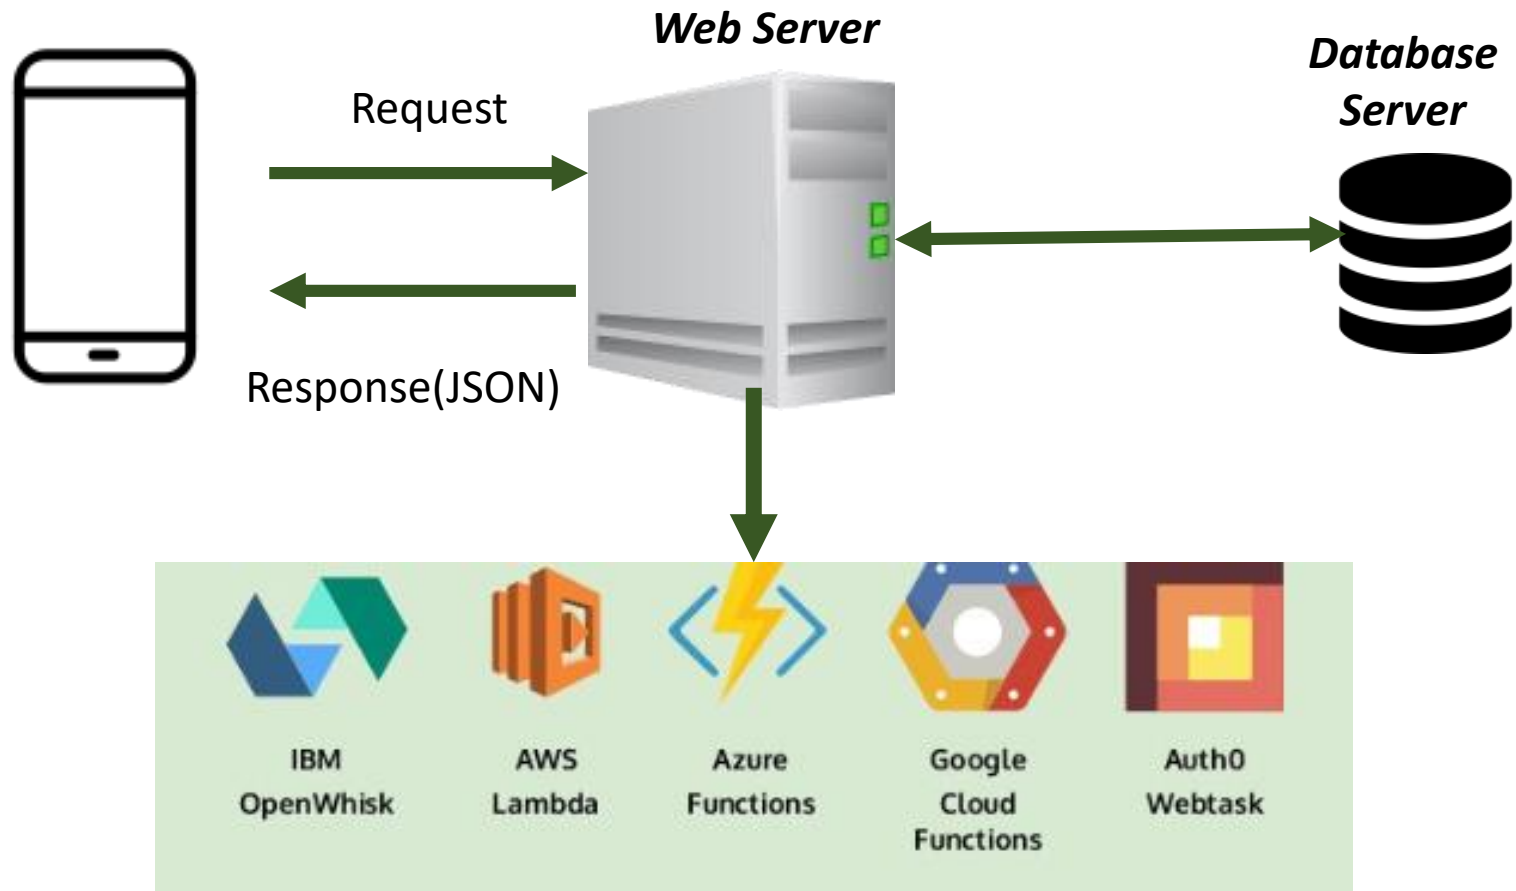 Web Server
Database
Server
Request
Response(JSON)
IBM
OpenWhisk
AWS
Lambda
Azure
Functions
Google
Cloud
Functions
Auth0
Webtask